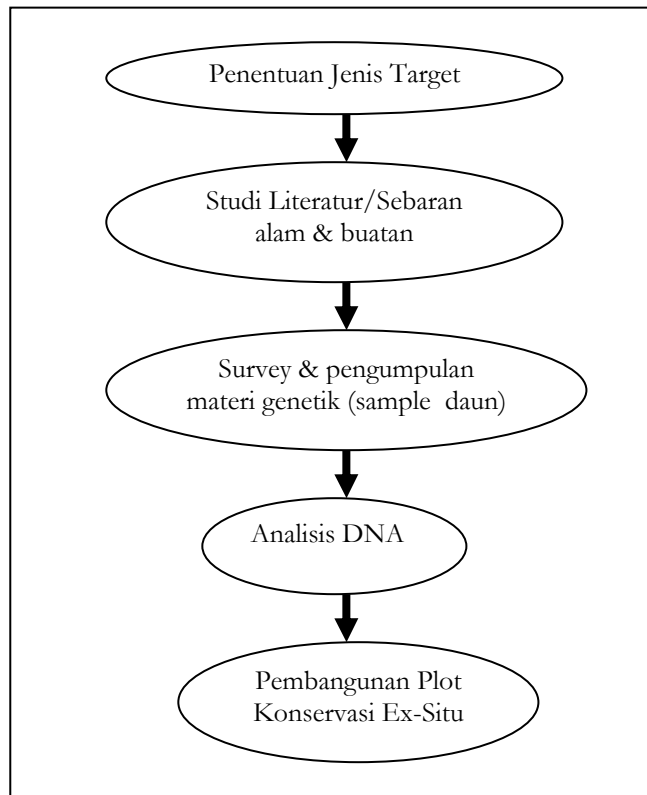 Penentuan Jenis Target
Studi Literatur/Sebaran
alam & buatan
Survey & pengumpulan
materi genetik (sample daun)
Analisis DNA
Pembangunan Plot
Konservasi Ex-Situ